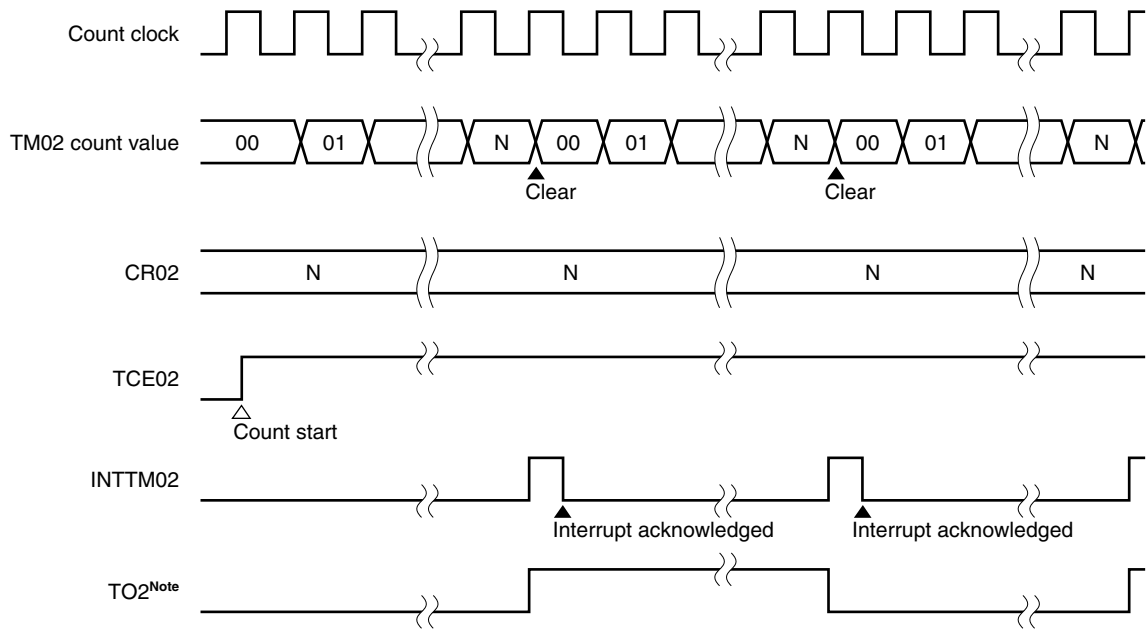 Count clock
TM02 count value 00 01 N 00 01 N 00 01 N
Clear Clear
CR02 N N N N
TCE02
Count start
INTTM02
Interrupt acknowledged Interrupt acknowledged
TO2Note